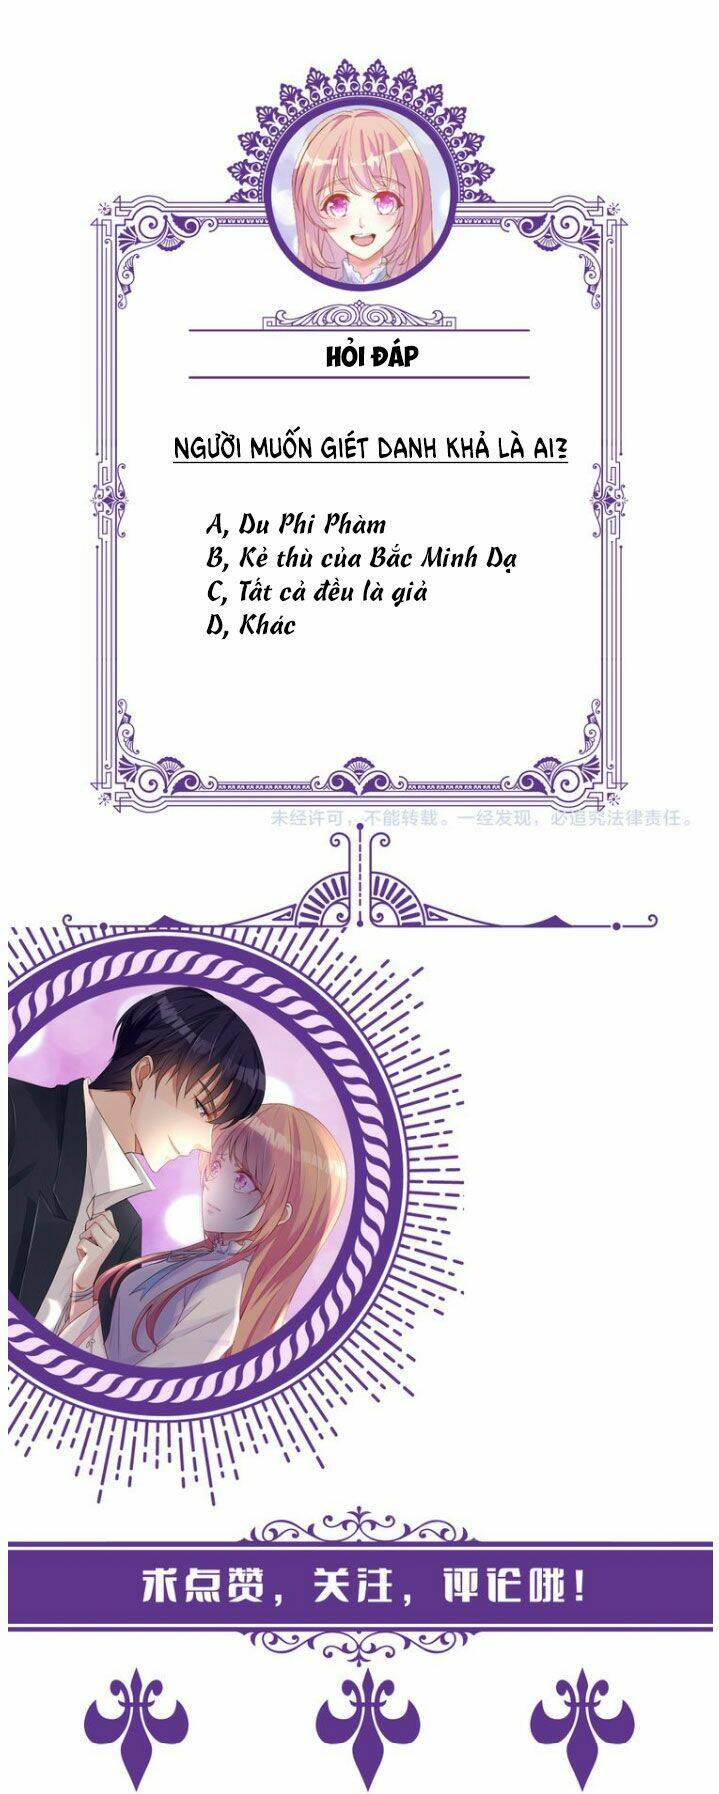 HỎI ĐÁP
NGƯỜI MUỐN GIÉT DANH KHẢ LÀ AI?
A, Du Phi Phàm
B, Kẻ thù của Bắc Minh Dạ
C, Tất cả đều là giả
D, Khác
未经许可，不能转载。一经发现，必追究法律责任。
求点赞，关注，评论哦！